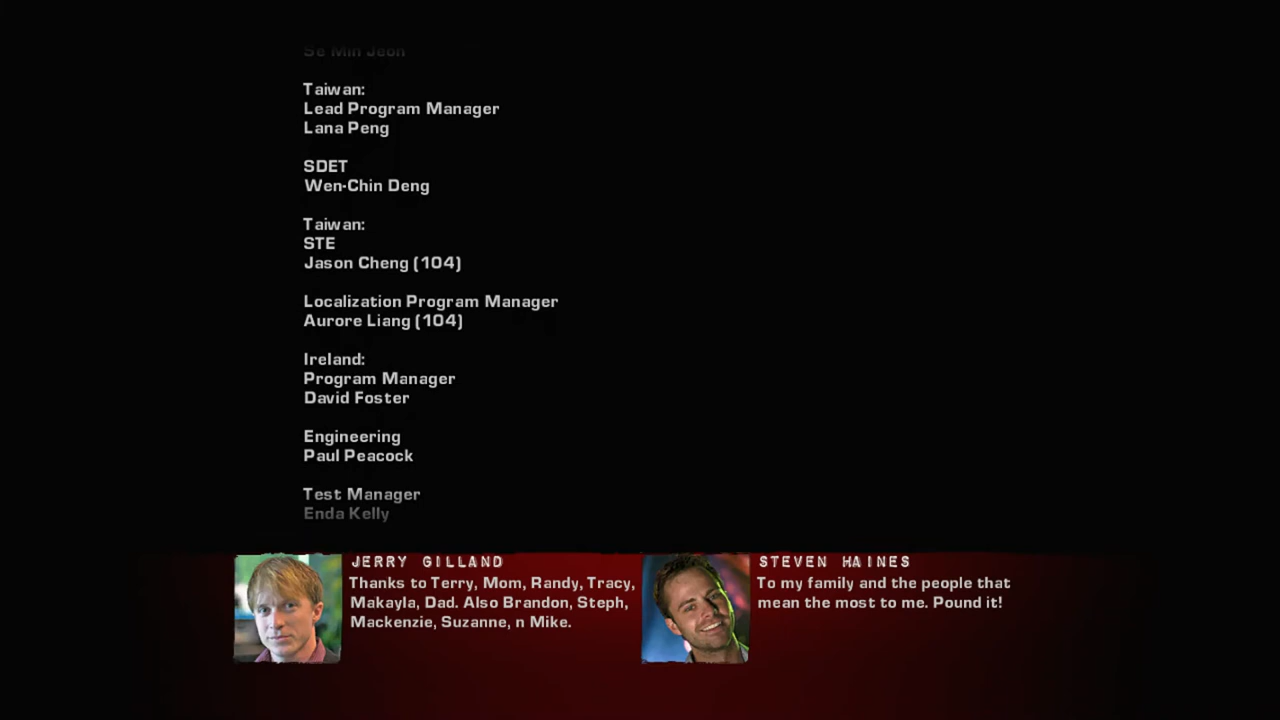 Se Min Jeon
Taiwan:
Lead Program Manager
Lana Peng
SDET
Wen-Chin Deng
Taiwan:
STE
Jason Cheng (104)
Localization Program Manager
Aurore Liang (104)
Ireland:
Program Manager
David Foster
Engineering
Paul Peacock
Test Manager
Enda Kelly
JERRY GILLAND
Thanks to Terry, Mom, Randy, Tracy,
Makayla, Dad. Also Brandon, Steph,
Mackenzie, Suzanne, n Mike.
STEVEN HAINES
To my family and the people that
mean the most to me. Pound it!